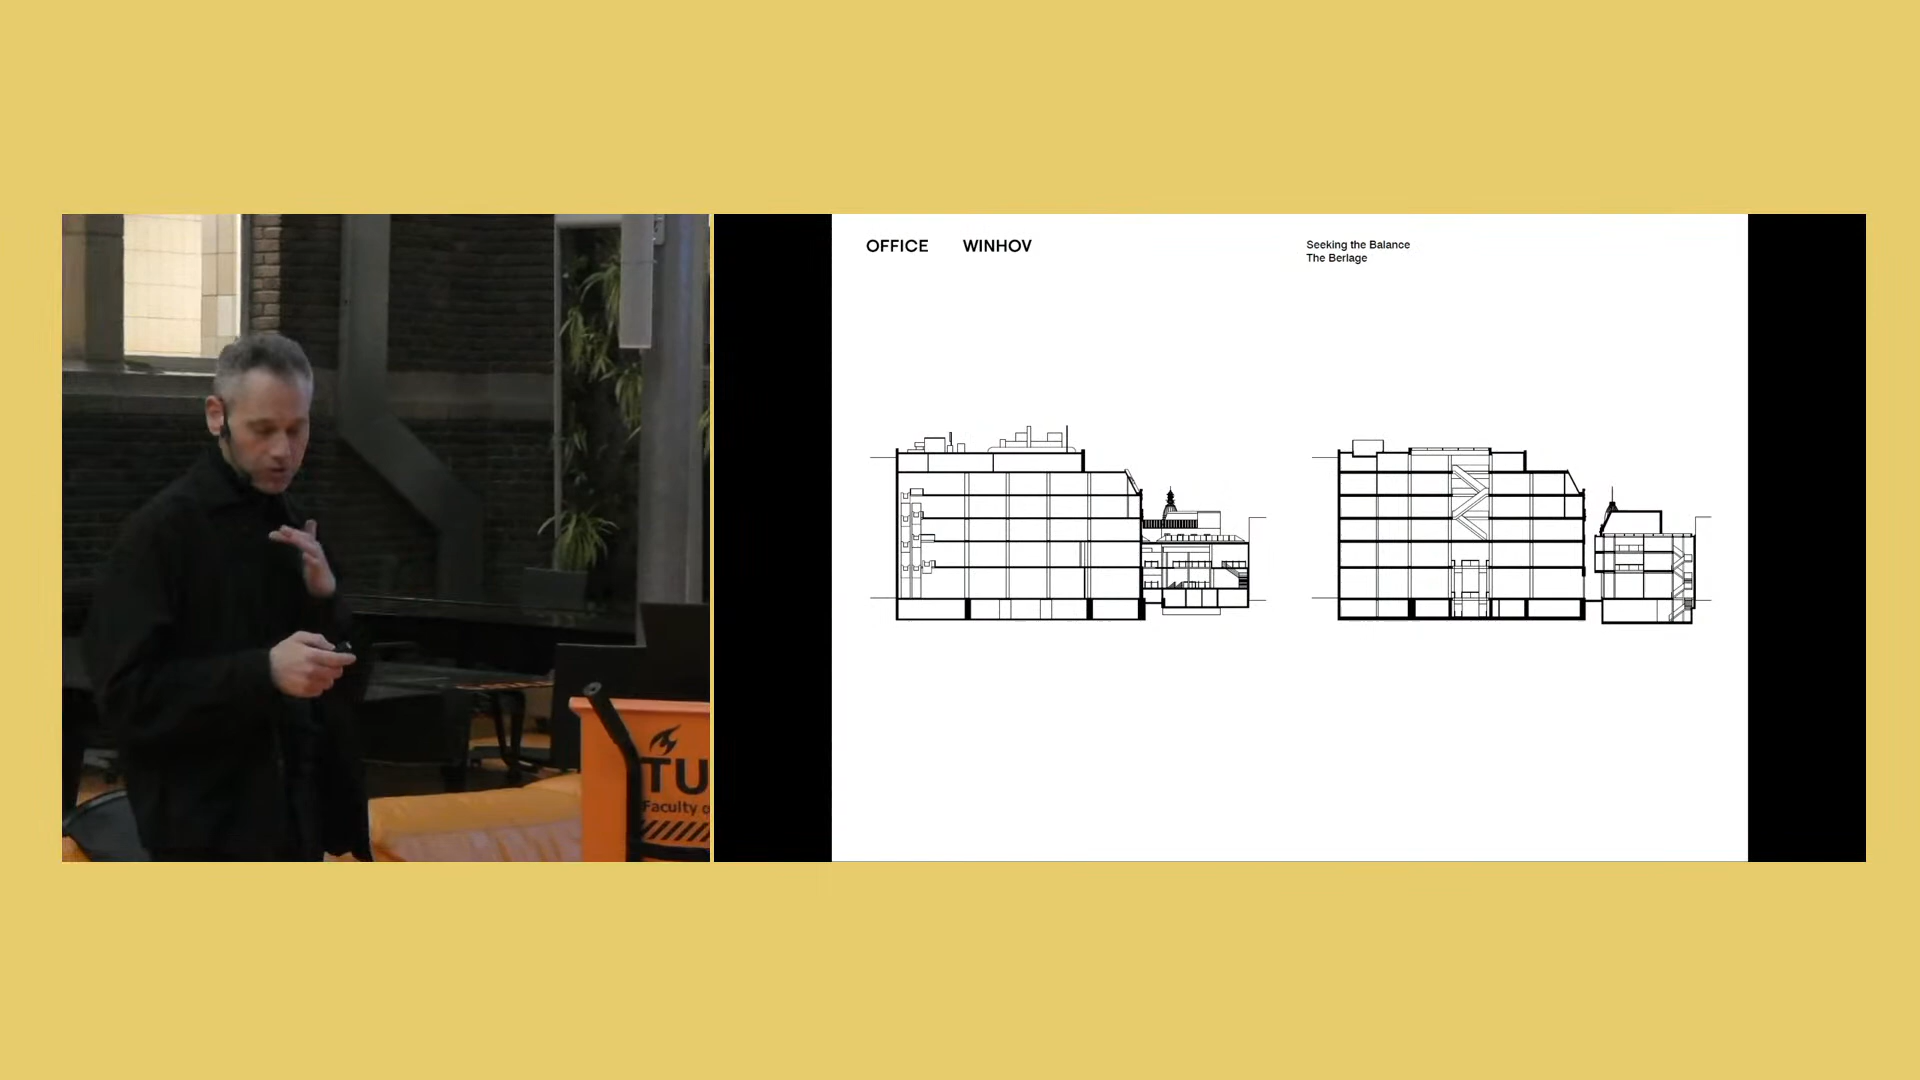 OFFICE WINHOV
Seeking the Balance
The Berlage
TU
Faculty o